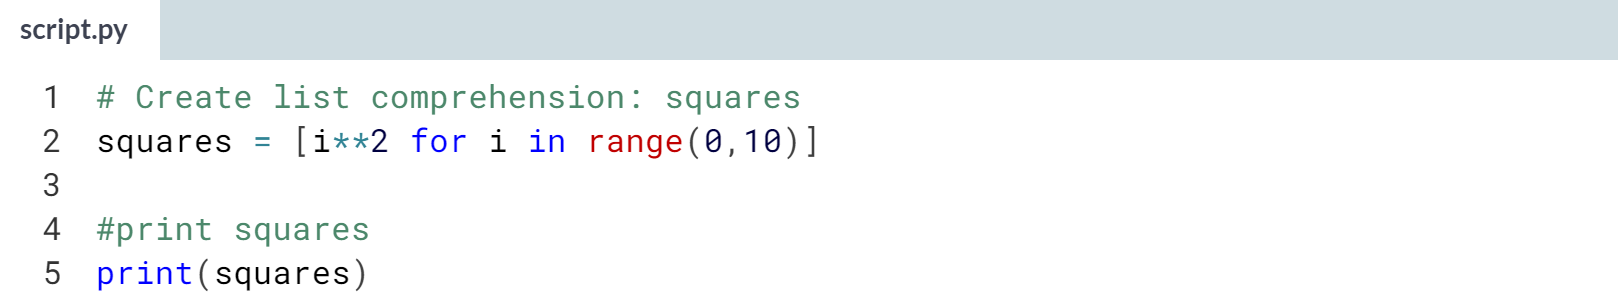 script.py
1 # Create list comprehension: squares
2 squares = [i**2 for i in range(0,10)]
3
4 #print squares
5 print(squares)